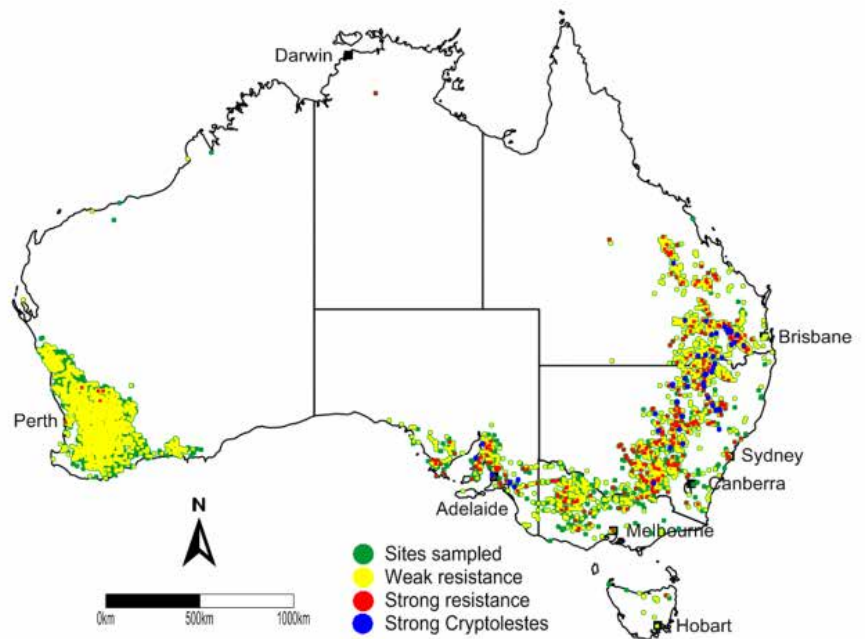 Darwin
Brisbane
Perth
Sydney
Canberra
Adelaide
Melbourne
N
Sites sampled
Weak resistance
Strong resistance
Strong Cryptolestes
0km 500km 1000km
Hobart